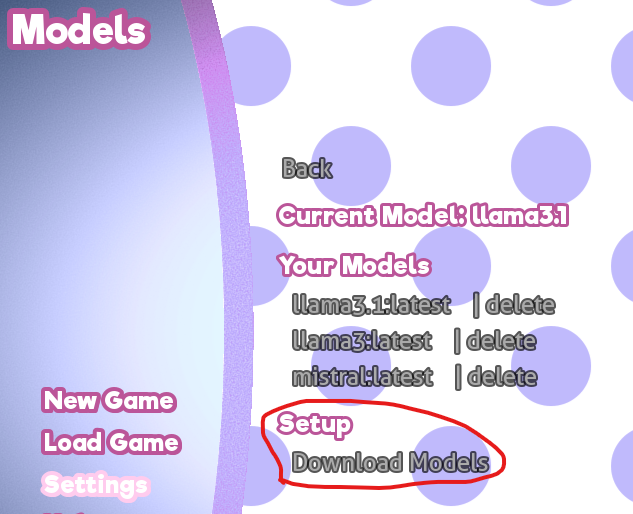 Models
Back
Current Model: llama3.1
Your Models
llama3.1:latest | delete
llama3:latest | delete
mistral:latest | delete
New Game
Setup
Load Game
Download Models
Settings